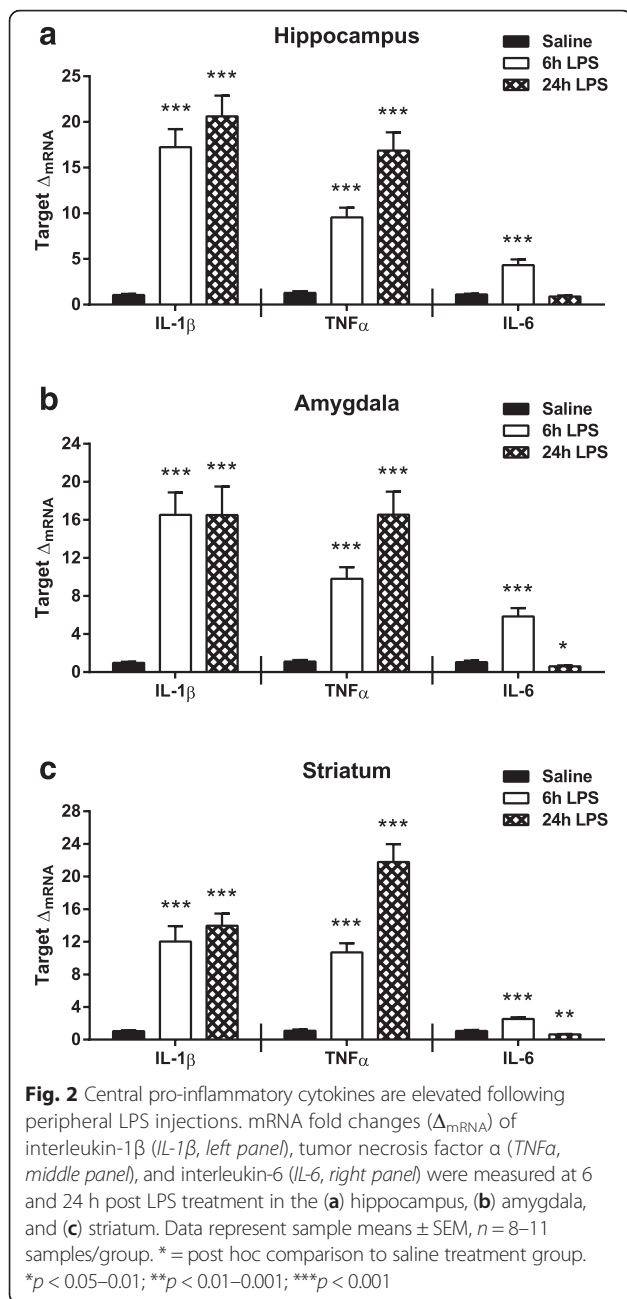 a
Hippocampus
Saline
6h LPS
24h LPS
Target ΔmRNA
25
20
15
10
5
0
***
***
***
***
***
IL-1β
TNFα
IL-6
b
Amygdala
Saline
6h LPS
24h LPS
Target ΔmRNA
24
20
16
12
8
4
0
***
***
***
***
***
*
IL-1β
TNFα
IL-6
c
Striatum
Saline
6h LPS
24h LPS
Target ΔmRNA
28
24
20
16
12
8
4
0
***
***
***
***
***
**
IL-1β
TNFα
IL-6
Fig. 2 Central pro-inflammatory cytokines are elevated following
peripheral LPS injections. mRNA fold changes (ΔmRNA) of
interleukin-1β (IL-1β, left panel), tumor necrosis factor α (TNFα,
middle panel), and interleukin-6 (IL-6, right panel) were measured at 6
and 24 h post LPS treatment in the (a) hippocampus, (b) amygdala,
and (c) striatum. Data represent sample means ± SEM, n = 8–11
samples/group. * = post hoc comparison to saline treatment group.
*p < 0.05–0.01; **p < 0.01–0.001; ***p < 0.001